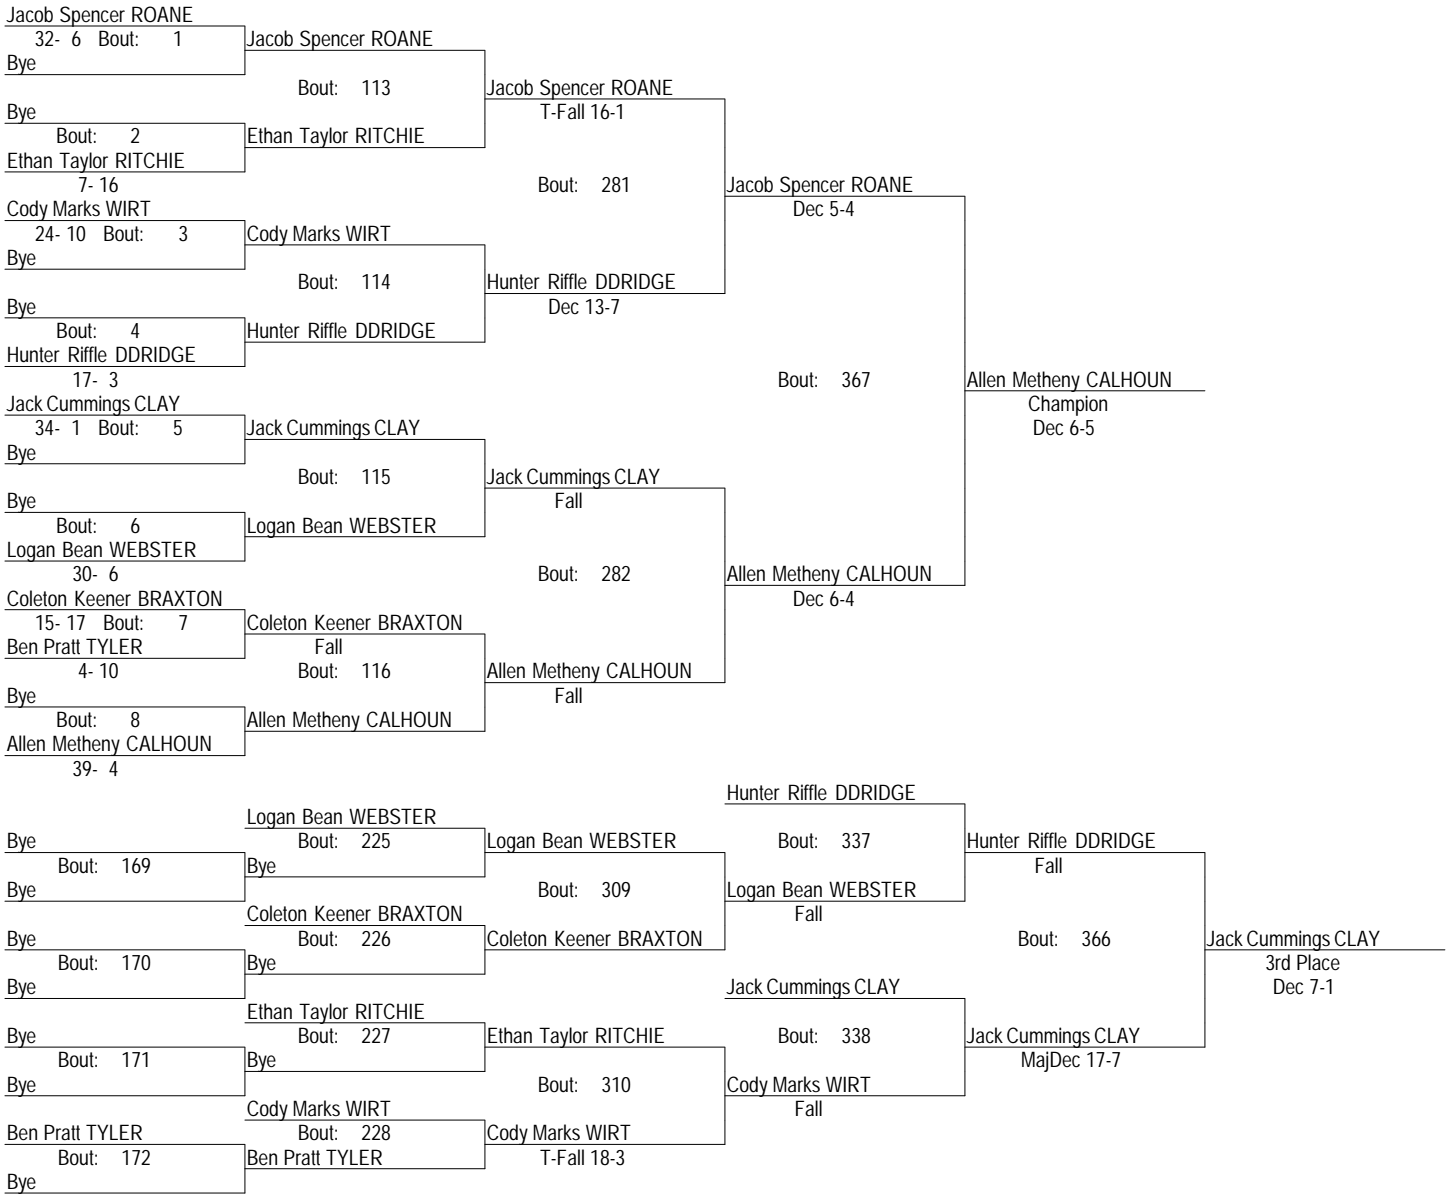 Jacob Spencer ROANE
32- 6 Bout: 1 Jacob Spencer ROANE
Bye
Bout: 113 Jacob Spencer ROANE
Bye T-Fall 16-1
Bout: 2 Ethan Taylor RITCHIE
Ethan Taylor RITCHIE
7- 16 Bout: 281 Jacob Spencer ROANE
Cody Marks WIRT Dec 5-4
24- 10 Bout: 3 Cody Marks WIRT
Bye
Bout: 114 Hunter Riffle DDRIDGE
Bye Dec 13-7
Bout: 4 Hunter Riffle DDRIDGE
Hunter Riffle DDRIDGE
17- 3 Bout: 367 Allen Metheny CALHOUN
Jack Cummings CLAY Champion
34- 1 Bout: 5 Jack Cummings CLAY Dec 6-5
Bye
Bout: 115 Jack Cummings CLAY
Bye Fall
Bout: 6 Logan Bean WEBSTER
Logan Bean WEBSTER
30- 6 Bout: 282 Allen Metheny CALHOUN
Coleton Keener BRAXTON Dec 6-4
15- 17 Bout: 7 Coleton Keener BRAXTON
Ben Pratt TYLER Fall
4- 10 Bout: 116 Allen Metheny CALHOUN
Bye Fall
Bout: 8 Allen Metheny CALHOUN
Allen Metheny CALHOUN
39- 4
Hunter Riffle DDRIDGE
Logan Bean WEBSTER
Bye Bout: 225 Logan Bean WEBSTER Bout: 337 Hunter Riffle DDRIDGE
Bout: 169 Bye Fall
Bye Bout: 309 Logan Bean WEBSTER
Coleton Keener BRAXTON Fall
Bye Bout: 226 Coleton Keener BRAXTON Bout: 366 Jack Cummings CLAY
Bout: 170 Bye 3rd Place
Bye Jack Cummings CLAY Dec 7-1
Ethan Taylor RITCHIE
Bye Bout: 227 Ethan Taylor RITCHIE Bout: 338 Jack Cummings CLAY
Bout: 171 Bye MajDec 17-7
Bye Bout: 310 Cody Marks WIRT
Cody Marks WIRT Fall
Ben Pratt TYLER Bout: 228 Cody Marks WIRT
Bout: 172 Ben Pratt TYLER T-Fall 18-3
Bye